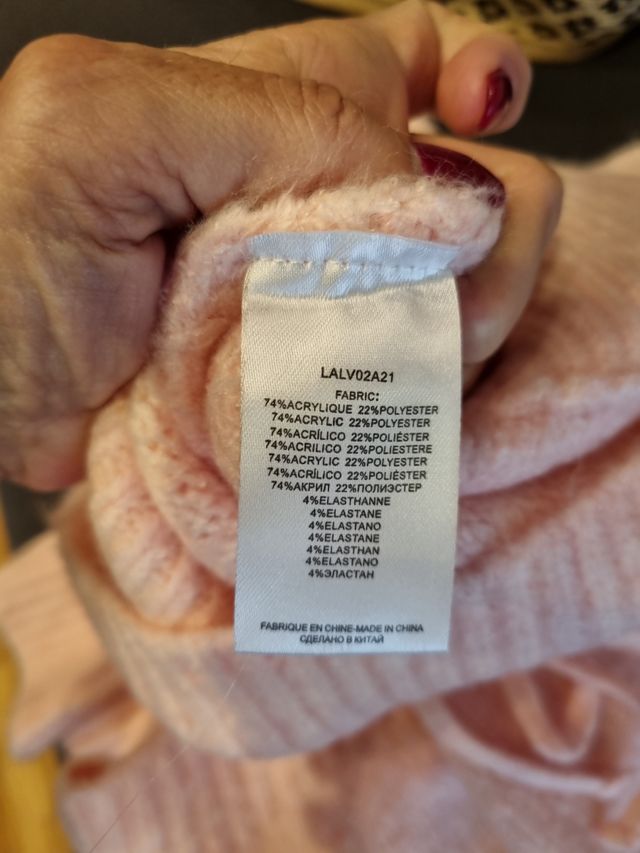 LALV02A21
FABRIC:
74%ACRYLIQUE 22%POLYESTER
74%ACRYLIC 22%POLYESTER
74%ACRÍLICO 22%POLIÉSTER
74%ACRILICO 22%POLIESTERE
74%ACRYLIC 22%POLYESTER
74%ACRÍLICO 22%POLIÉSTER
74%АКРИЛ 22%ПОЛИЭСТЕР
4%ELASTHANNE
4%ELASTANE
4%ELASTANO
4%ELASTANE
4%ELASTHAN
4%ELASTANO
4%ЭЛАСТАН
FABRIQUE EN CHINE-MADE IN CHINA
СДЕЛАНО В КИТАЙ